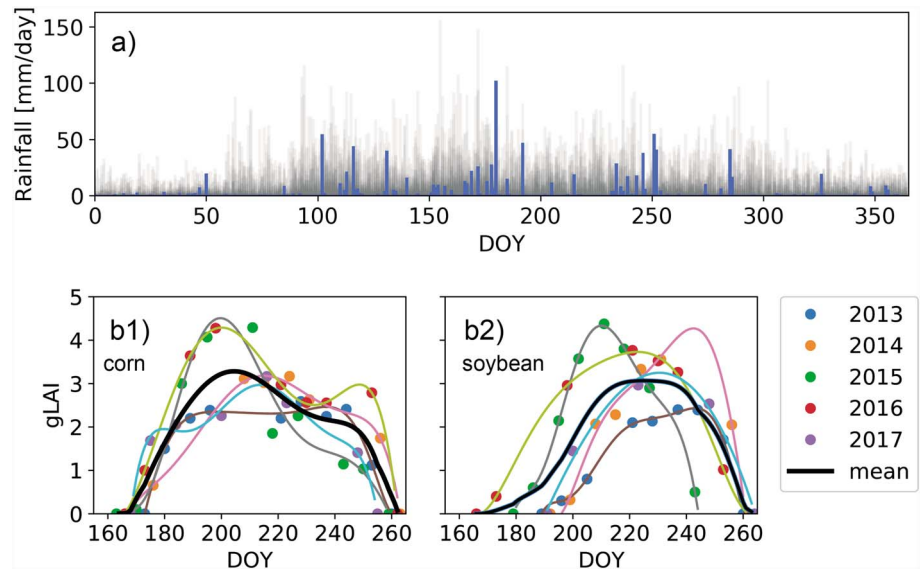 a)
Rainfall [mm/day]
150
100
50
0
0 50 100 150 200 250 300 350
DOY
b1)
corn
gLAI
5
4
3
2
1
0
160 180 200 220 240 260
DOY
b2)
soybean
160 180 200 220 240 260
DOY
2013
2014
2015
2016
2017
mean